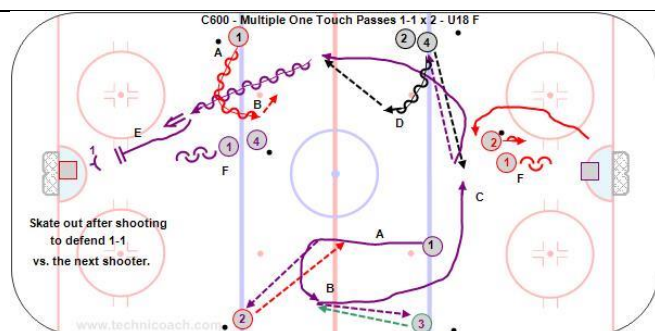 C600 - Multiple One Touch Passes 1-1 x 2 - U18 F
1
A
2
4
B
D
E
1
1
4
F
2
1
F
C
Skate out after shooting
to defend 1-1
vs. the next shooter.
A
1
B
2
3
www.technicoach.com